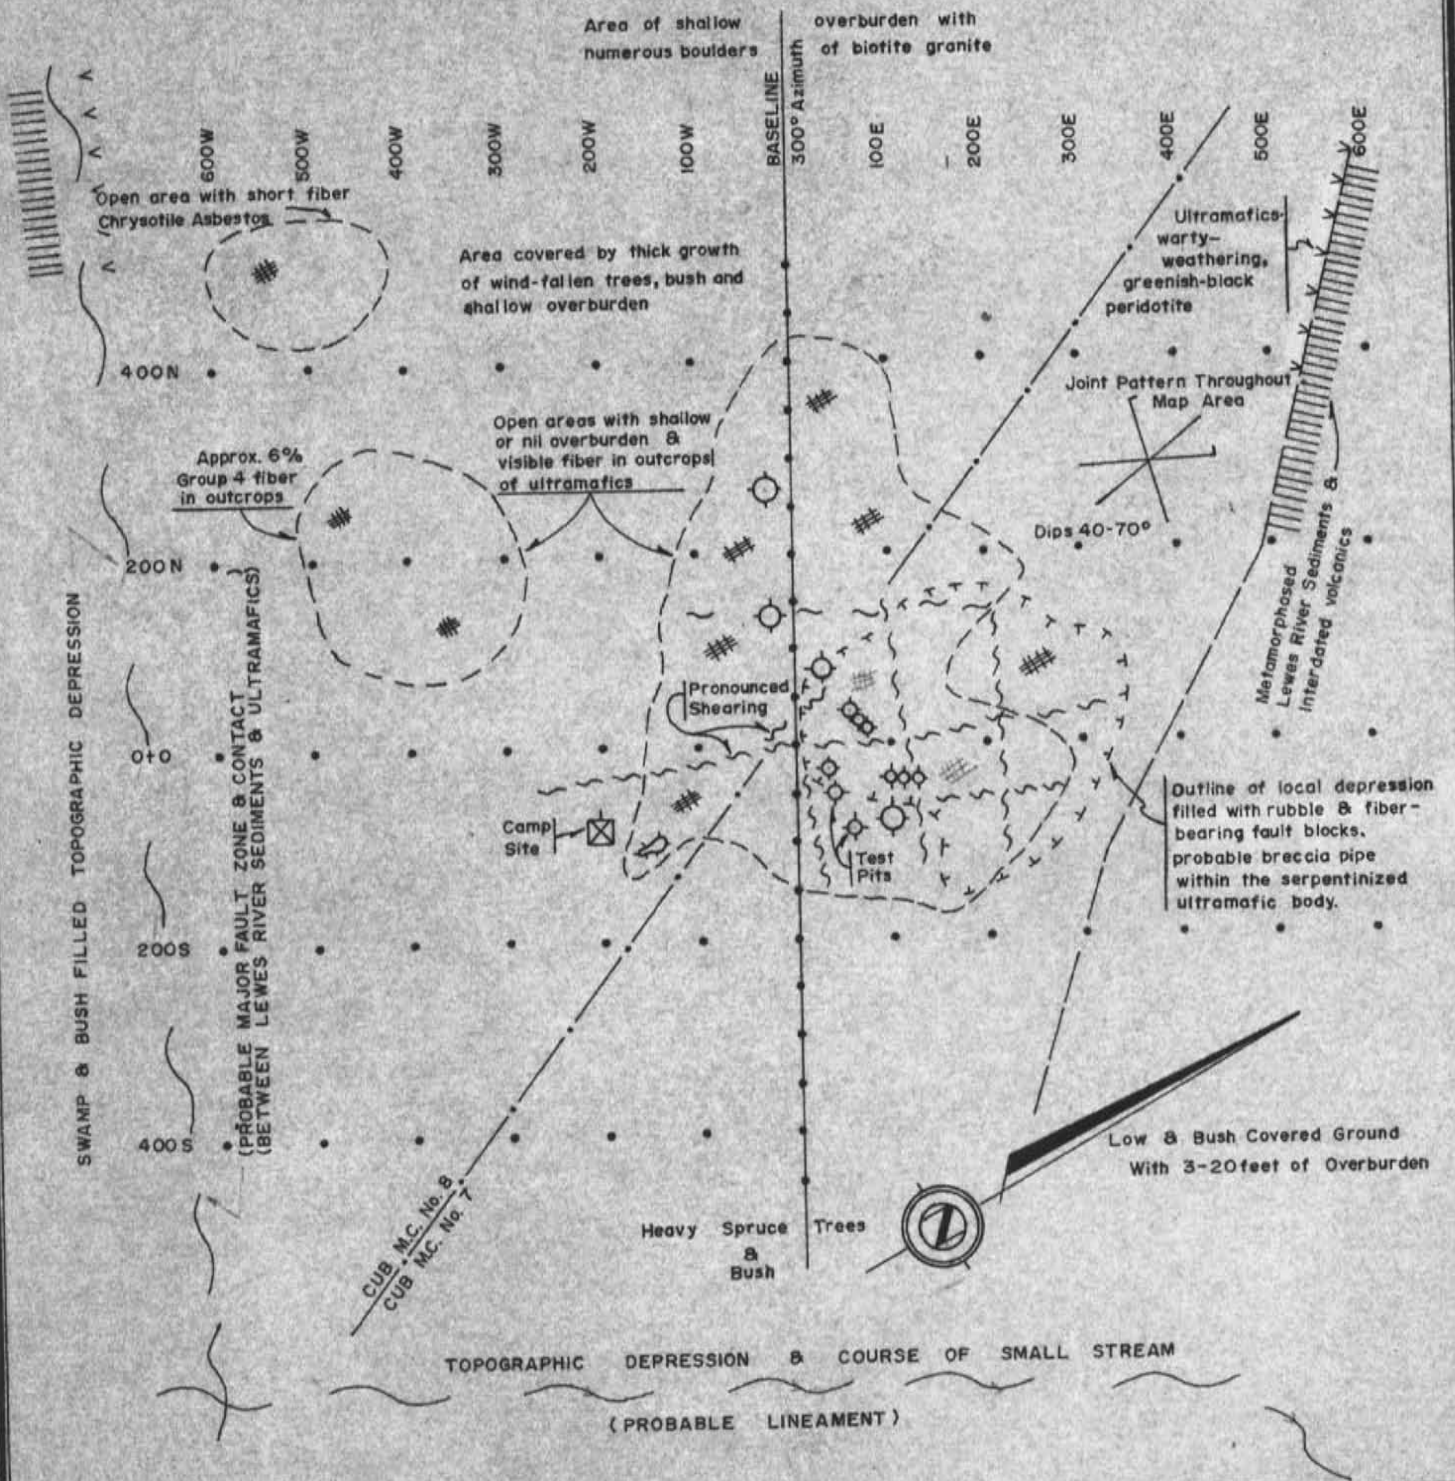 Area of shallow overburden with
numerous boulders of biotite granite
BASELINE
300° Azimuth
600W
500W
400W
300W
200W
100W
100E
200E
300E
400E
500E
600E
Open area with short fiber
Chrysotile Asbestos
Area covered by thick growth
of wind-fallen trees, bush and
shallow overburden
Ultramafics-
warty-
weathering,
greenish-black
peridotite
400N
Joint Pattern Throughout
Map Area
Dips 40-70°
Open areas with shallow
or nil overburden &
visible fiber in outcrops
of ultramafics
Approx. 6%
Group 4 fiber
in outcrops
200N
Metamorphosed
Lewes River Sediments &
Interdated volcanics
SWAMP & BUSH FILLED TOPOGRAPHIC DEPRESSION
(PROBABLE MAJOR FAULT ZONE & CONTACT
(BETWEEN LEWES RIVER SEDIMENTS & ULTRAMAFICS)
Pronounced
Shearing
0+0
Camp
Site
Test
Pits
Outline of local depression
filled with rubble & fiber-
bearing fault blocks.
probable breccia pipe
within the serpentinized
ultramafic body.
200S
400S
Low & Bush Covered Ground
With 3-20 feet of Overburden
CUB M.C. No. 8
CUB M.C. No. 7
Heavy Spruce Trees
&
Bush
TOPOGRAPHIC DEPRESSION & COURSE OF SMALL STREAM
(PROBABLE LINEAMENT)